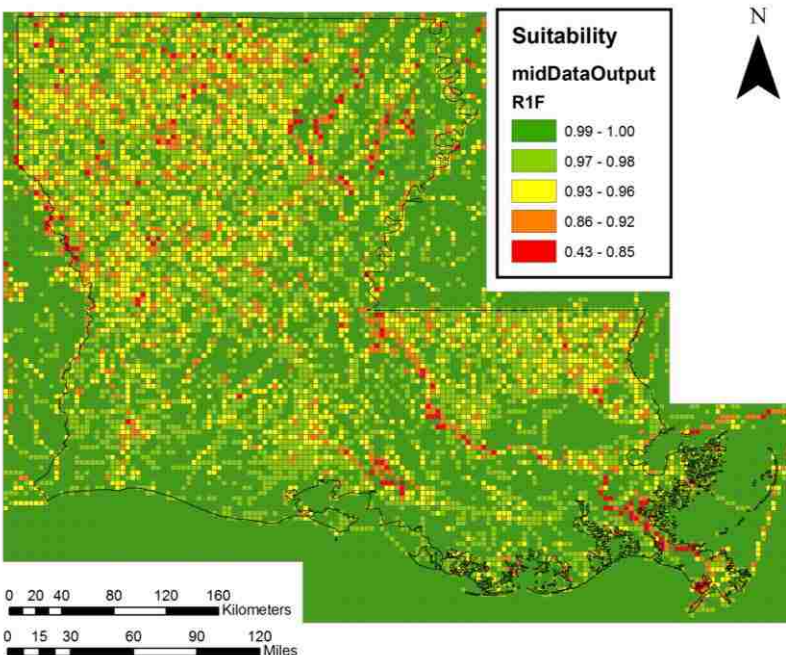 N
Suitability
midDataOutput
R1F
0.99 - 1.00
0.97 - 0.98
0.93 - 0.96
0.86 - 0.92
0.43 - 0.85
0 20 40 80 120 160
Kilometers
0 15 30 60 90 120
Miles